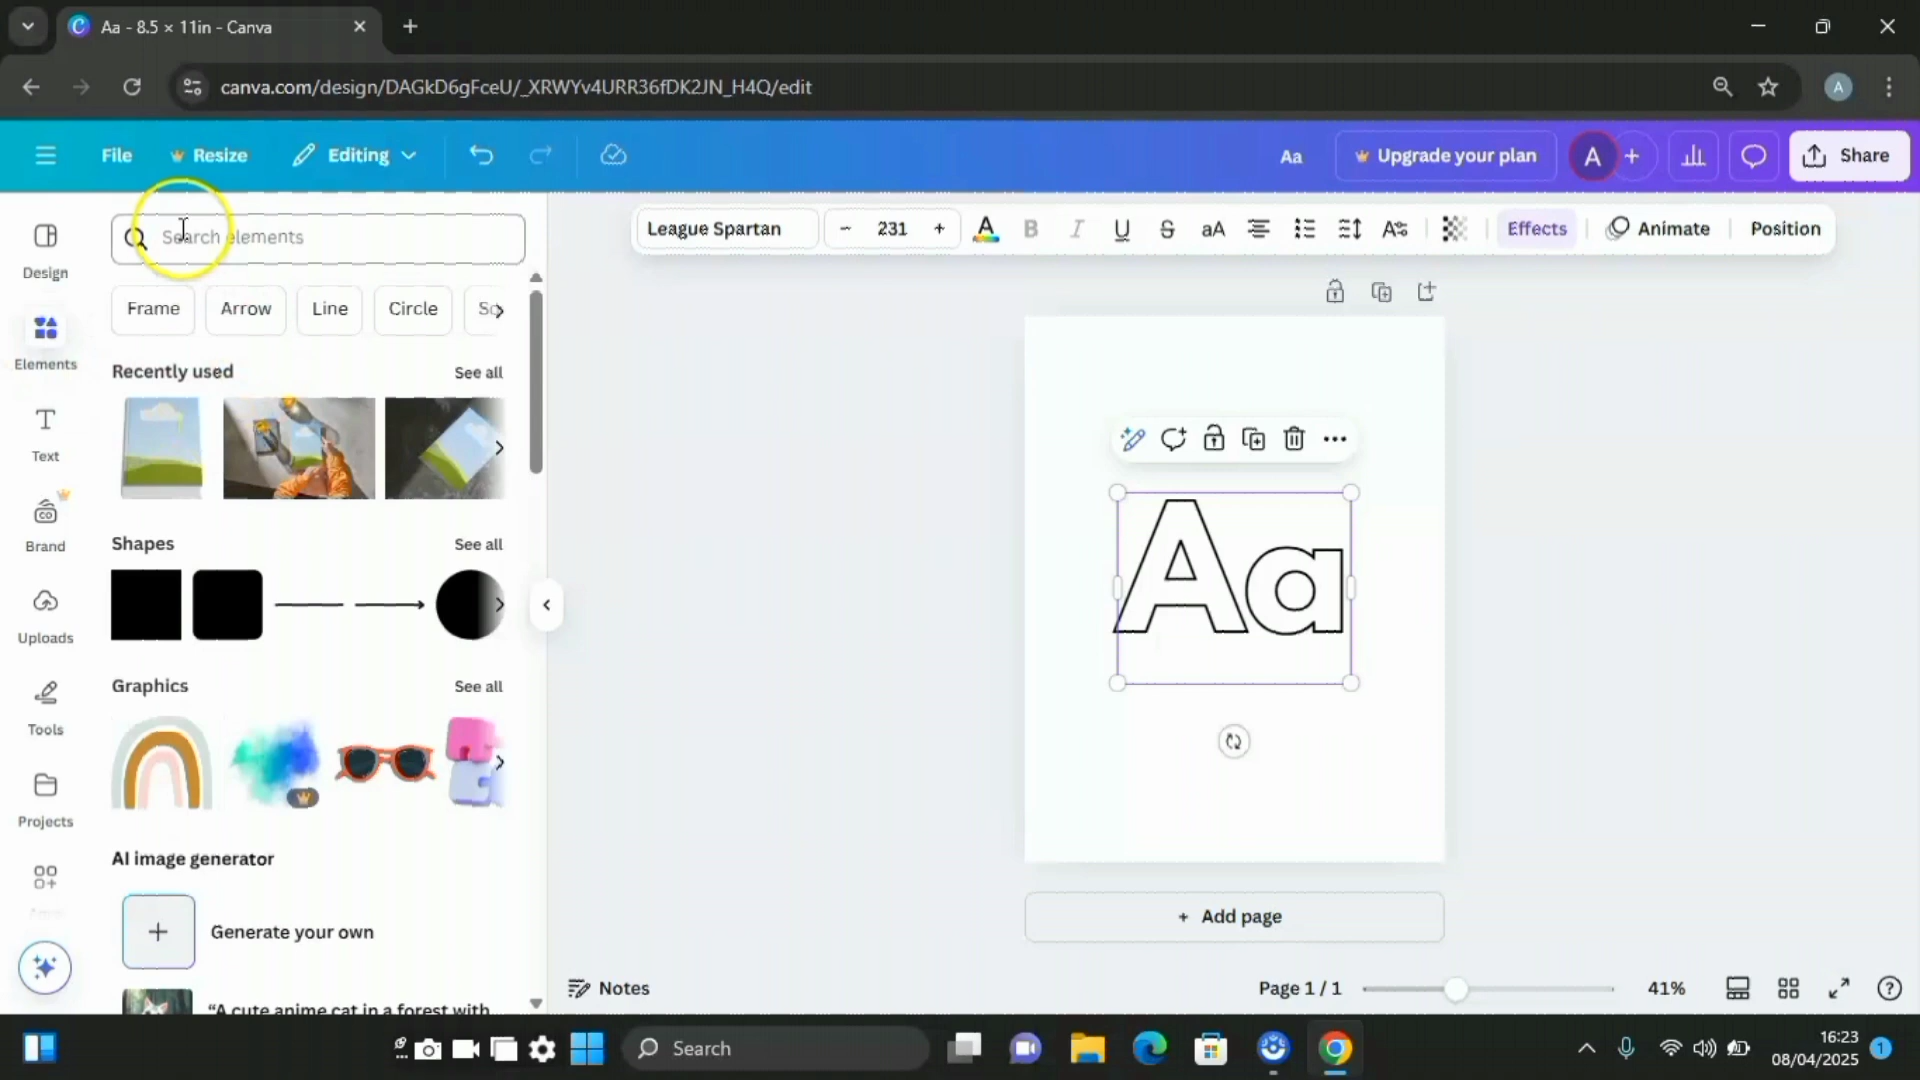 Aa - 8.5 × 11in - Canva
canva.com/design/DAGkD6gFceU/_XRWYv4URR36fDK2JN_H4Q/edit
A
File
Resize
Editing
Aa
Upgrade your plan
A
Share
Design
Elements
Text
Brand
Uploads
Tools
Projects
Search elements
Frame
Arrow
Line
Circle
Recently used
See all
Shapes
See all
Graphics
See all
AI image generator
Generate your own
"A cute anime cat in a forest with
League Spartan
231
A
B
I
U
S
aA
Effects
Animate
Position
Aa
+ Add page
Notes
Page 1 / 1
41%
Search
16:23
08/04/2025
1